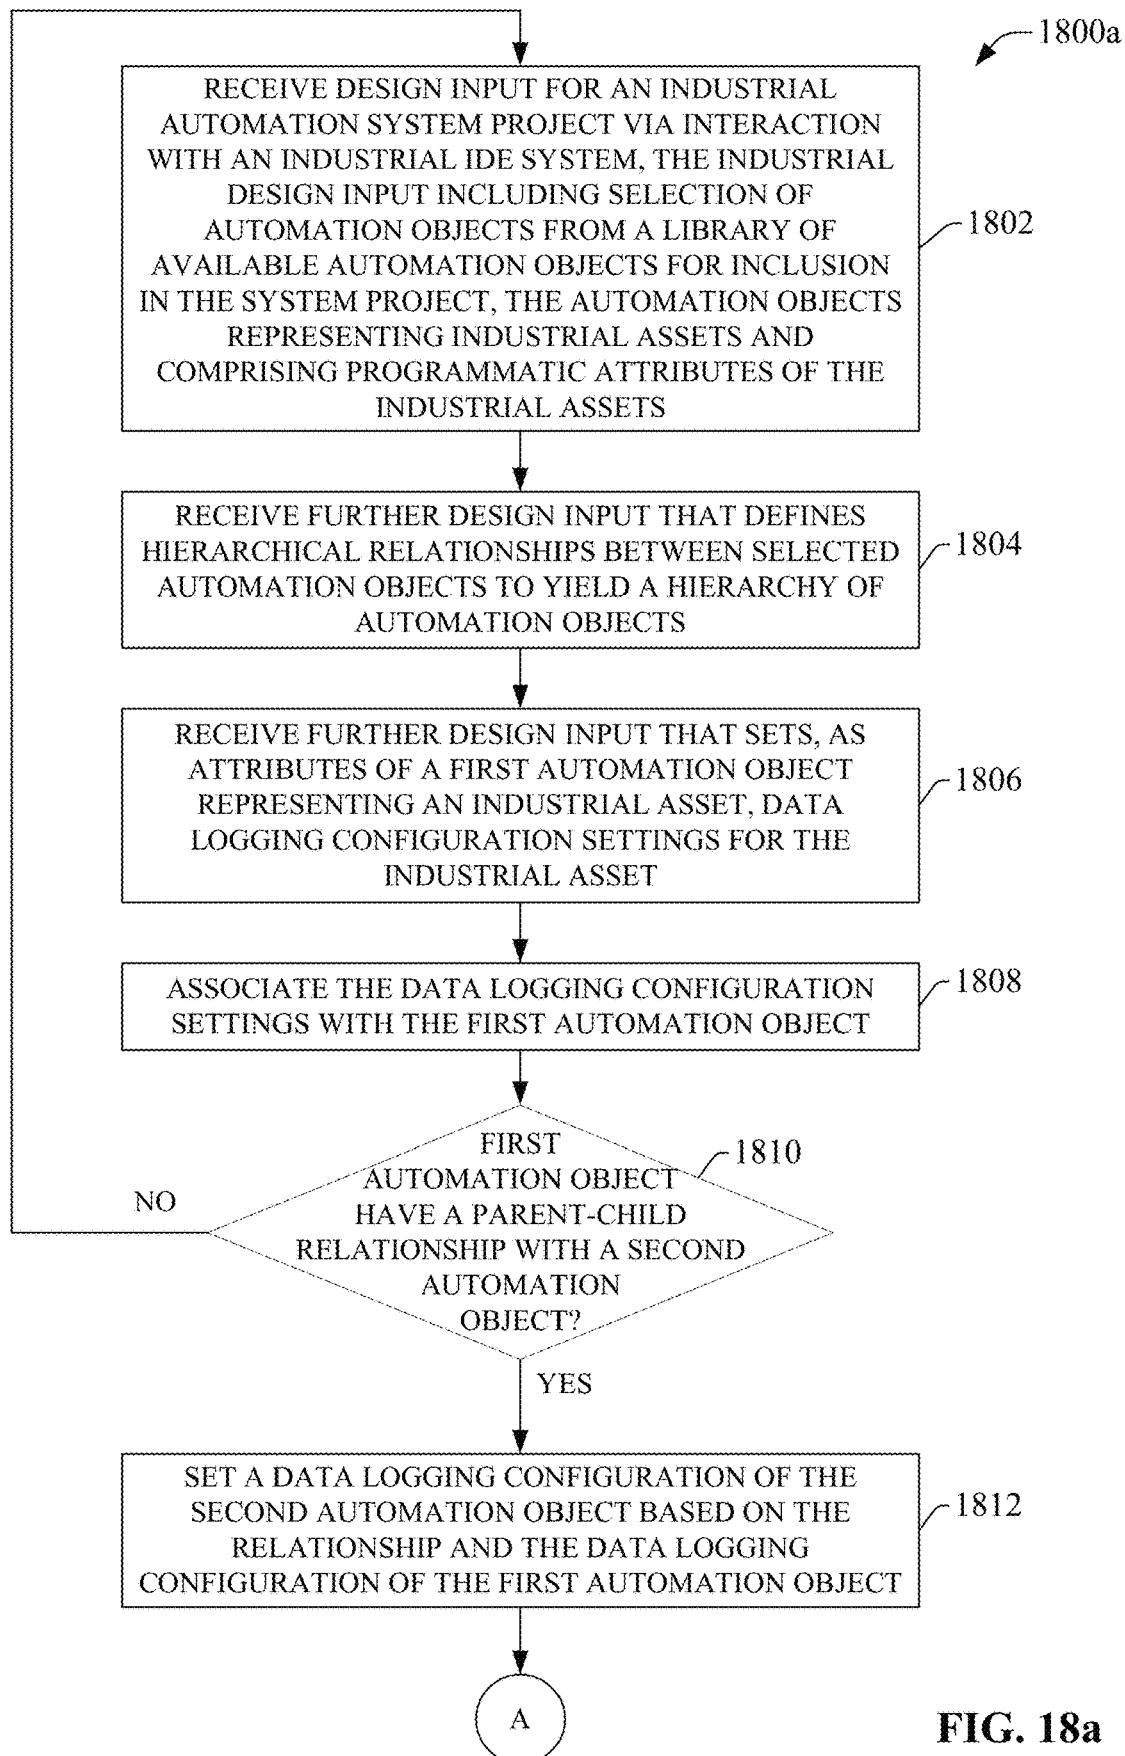 1800a
RECEIVE DESIGN INPUT FOR AN INDUSTRIAL
AUTOMATION SYSTEM PROJECT VIA INTERACTION
WITH AN INDUSTRIAL IDE SYSTEM, THE INDUSTRIAL
DESIGN INPUT INCLUDING SELECTION OF
AUTOMATION OBJECTS FROM A LIBRARY OF
AVAILABLE AUTOMATION OBJECTS FOR INCLUSION
IN THE SYSTEM PROJECT, THE AUTOMATION OBJECTS
REPRESENTING INDUSTRIAL ASSETS AND
COMPRISING PROGRAMMATIC ATTRIBUTES OF THE
INDUSTRIAL ASSETS
1802
RECEIVE FURTHER DESIGN INPUT THAT DEFINES
HIERARCHICAL RELATIONSHIPS BETWEEN SELECTED
AUTOMATION OBJECTS TO YIELD A HIERARCHY OF
AUTOMATION OBJECTS
1804
RECEIVE FURTHER DESIGN INPUT THAT SETS, AS
ATTRIBUTES OF A FIRST AUTOMATION OBJECT
REPRESENTING AN INDUSTRIAL ASSET, DATA
LOGGING CONFIGURATION SETTINGS FOR THE
INDUSTRIAL ASSET
1806
ASSOCIATE THE DATA LOGGING CONFIGURATION
SETTINGS WITH THE FIRST AUTOMATION OBJECT
1808
FIRST
AUTOMATION OBJECT
HAVE A PARENT-CHILD
RELATIONSHIP WITH A SECOND
AUTOMATION
OBJECT?
1810
NO
YES
SET A DATA LOGGING CONFIGURATION OF THE
SECOND AUTOMATION OBJECT BASED ON THE
RELATIONSHIP AND THE DATA LOGGING
CONFIGURATION OF THE FIRST AUTOMATION OBJECT
1812
A
FIG. 18a